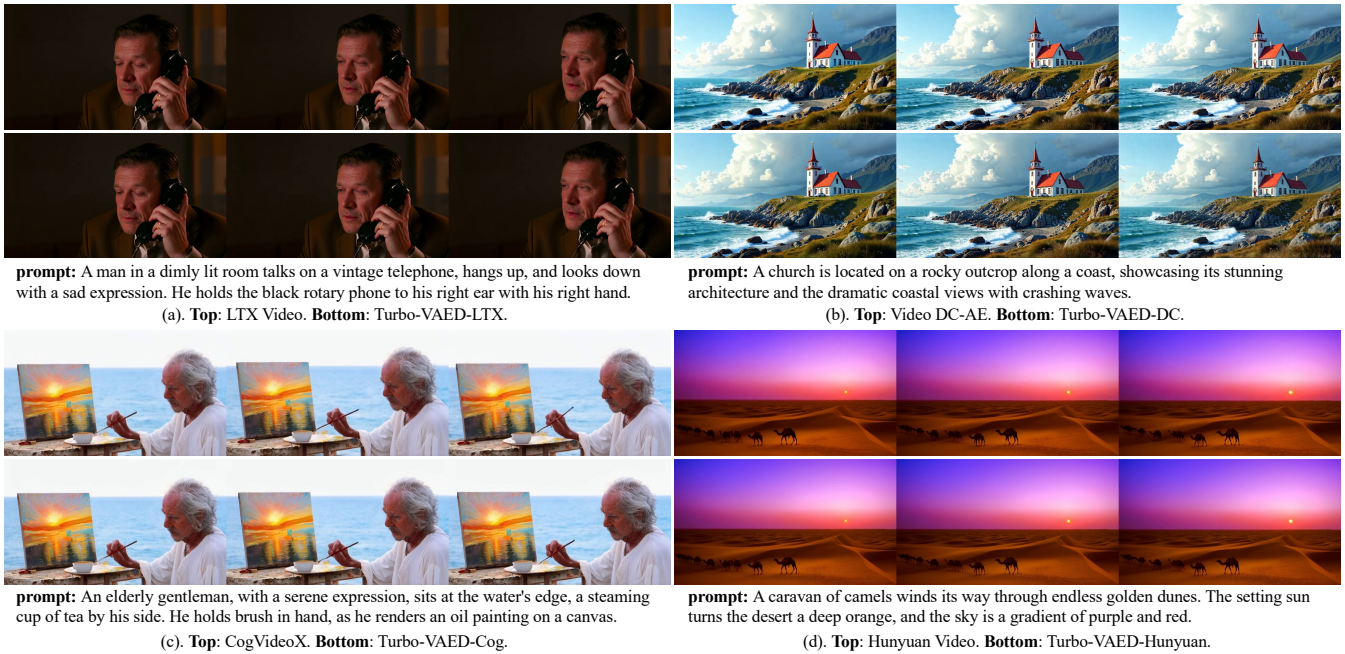 prompt: A man in a dimly lit room talks on a vintage telephone, hangs up, and looks down
with a sad expression. He holds the black rotary phone to his right ear with his right hand.
(a). Top: LTX Video. Bottom: Turbo-VAED-LTX.
prompt: A church is located on a rocky outcrop along a coast, showcasing its stunning
architecture and the dramatic coastal views with crashing waves.
(b). Top: Video DC-AE. Bottom: Turbo-VAED-DC.
prompt: An elderly gentleman, with a serene expression, sits at the water's edge, a steaming
cup of tea by his side. He holds brush in hand, as he renders an oil painting on a canvas.
(c). Top: CogVideoX. Bottom: Turbo-VAED-Cog.
prompt: A caravan of camels winds its way through endless golden dunes. The setting sun
turns the desert a deep orange, and the sky is a gradient of purple and red.
(d). Top: Hunyuan Video. Bottom: Turbo-VAED-Hunyuan.